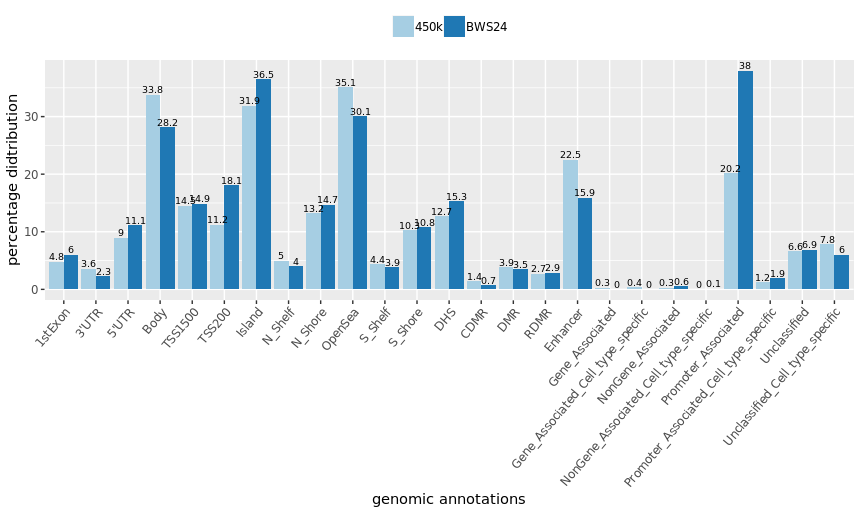 450k BWS24
percentage didtribution
30
20
10
0
4.8 6 3.6 2.3 9 11.1 33.8 28.2 14.5 14.9 11.2 18.1 31.9 36.5 5 4 13.2 14.7 35.1 30.1 4.4 3.9 10.3 10.8 12.7 15.3 1.4 0.7 3.9 3.5 2.7 2.9 22.5 15.9 0.3 0 0.4 0 0.3 0.6 0 0.1 20.2 38 1.2 1.9 6.6 6.9 7.8 6
1stExon
3'UTR
5'UTR
Body
TSS1500
TSS200
Island
N_Shelf
N_Shore
OpenSea
S_Shelf
S_Shore
DHS
CDMR
DMR
RDMR
Enhancer
Gene_Associated
Gene_Associated_Cell_type_specific
NonGene_Associated
NonGene_Associated_Cell_type_specific
Promoter_Associated
Promoter_Associated_Cell_type_specific
Unclassified
Unclassified_Cell_type_specific
genomic annotations